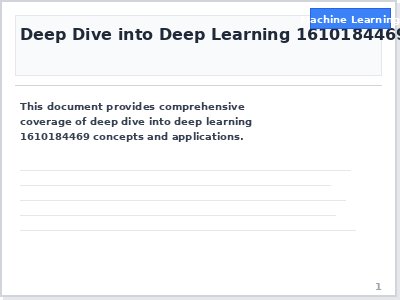 Machine Learning
Deep Dive into Deep Learning 1610184469
This document provides comprehensive
coverage of deep dive into deep learning
1610184469 concepts and applications.
1